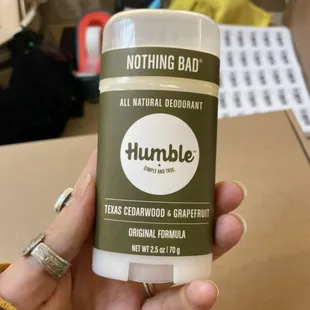 NOTHING BAD®
ALL NATURAL DEODORANT
Humble™
SIMPLE AND TRUE.
TEXAS CEDARWOOD & GRAPEFRUIT
ORIGINAL FORMULA
NET WT 2.5 oz | 70 g